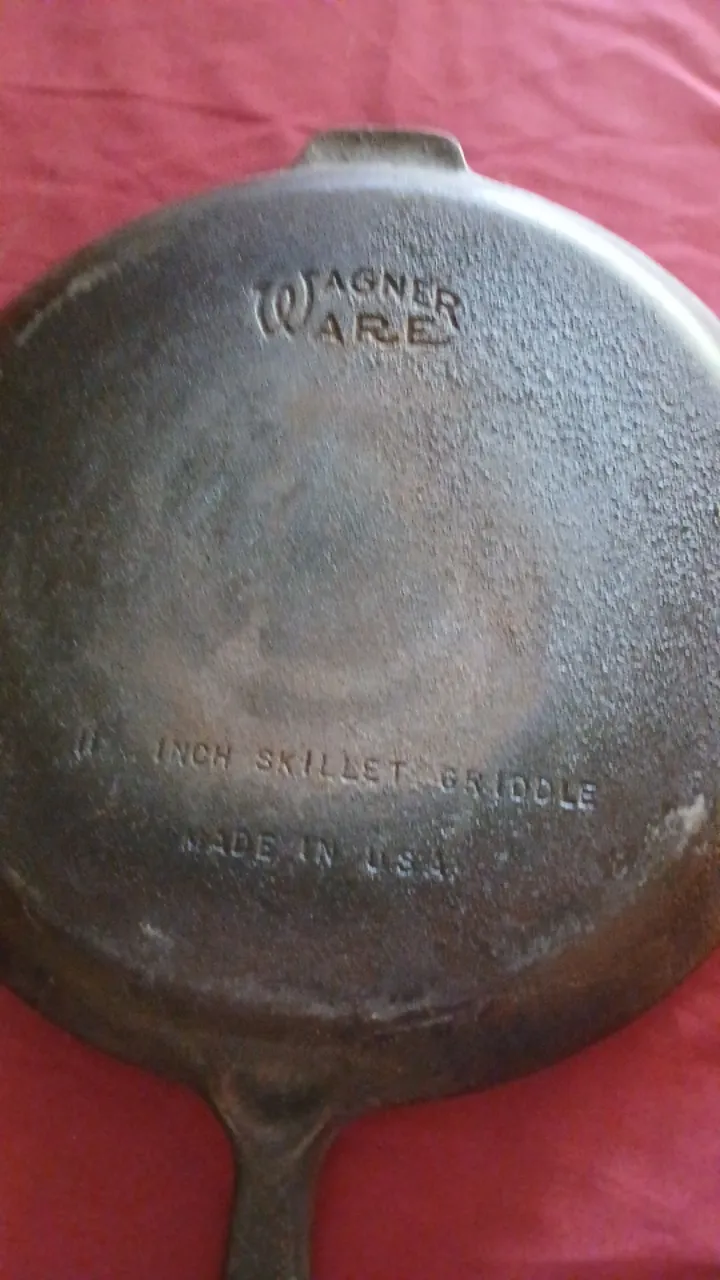 WAGNER
WARE
11 INCH SKILLET GRIDDLE
MADE IN U.S.A.